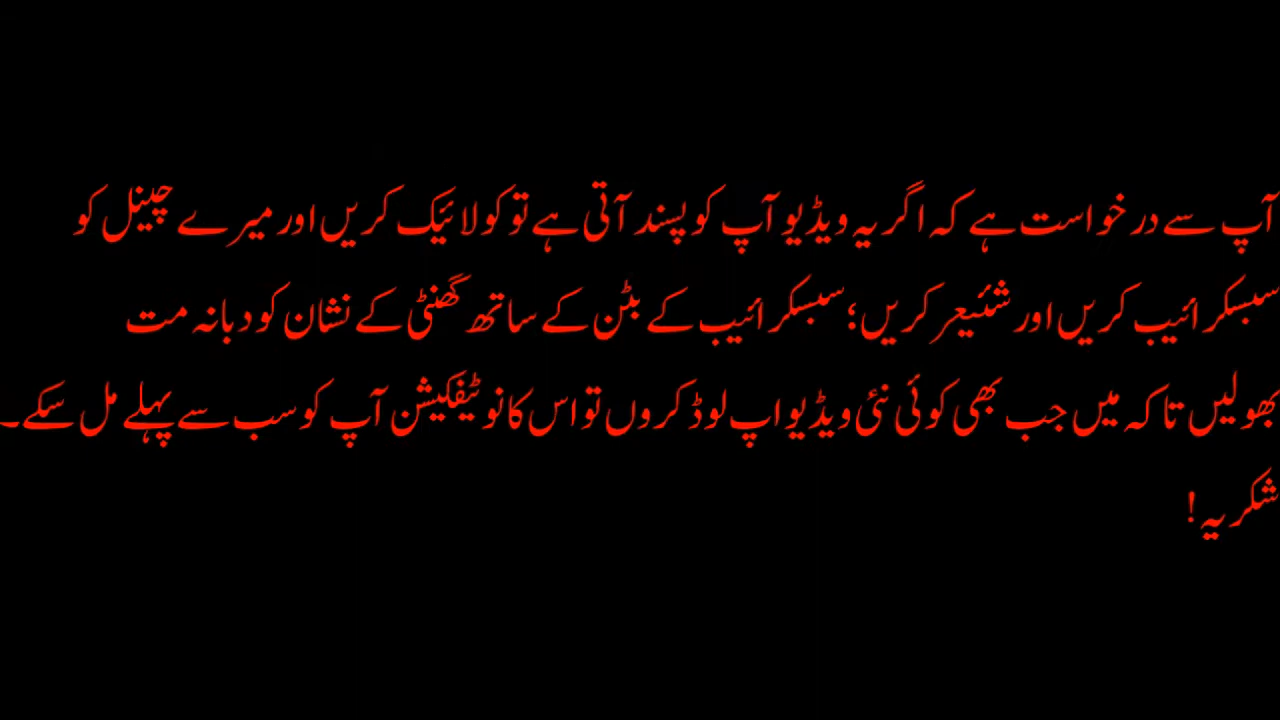 آپ سے درخواست ہے کہ اگر یہ ویڈیو آپ کو پسند آتی ہے تو کو لائیک کریں اور میرے چینل کو
سبسکرائیب کریں اور شئیعر کریں؛ سبسکرائیب کے بٹن کے ساتھ گھنٹی کے نشان کو دبانہ مت
بھولیں تاکہ میں جب بھی کوئی نئی ویڈیو اپ لوڈ کروں تو اس کا نوٹیفکیشن آپ کو سب سے پہلے مل سکے۔
شکریہ!